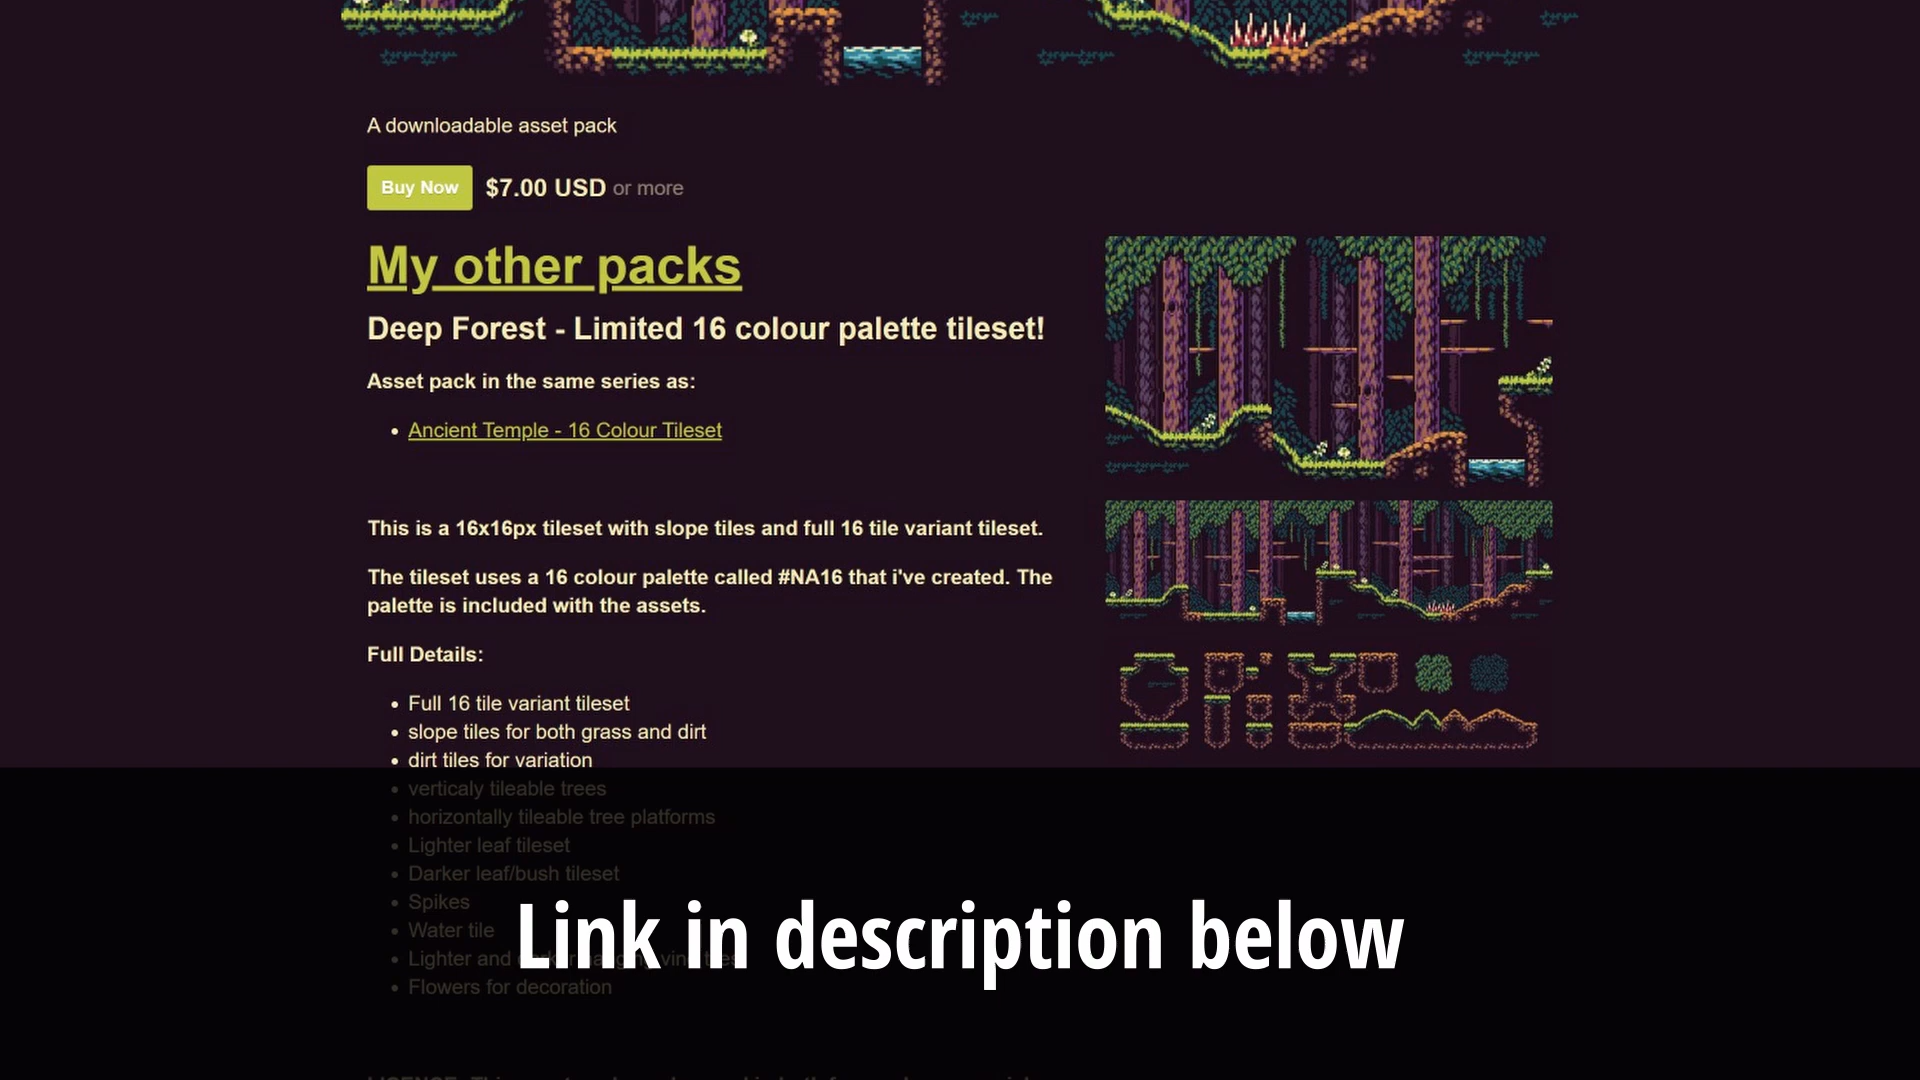 A downloadable asset pack
Buy Now $7.00 USD or more
My other packs
Deep Forest - Limited 16 colour palette tileset!
Asset pack in the same series as:
• Ancient Temple - 16 Colour Tileset
This is a 16x16px tileset with slope tiles and full 16 tile variant tileset.
The tileset uses a 16 colour palette called #NA16 that i've created. The
palette is included with the assets.
Full Details:
• Full 16 tile variant tileset
• slope tiles for both grass and dirt
• dirt tiles for variation
• verticaly tileable trees
• horizontally tileable tree platforms
• Lighter leaf tileset
• Darker leaf/bush tileset
• Spikes
• Water tile
• Lighter and
• Flowers for decoration
Link in description below